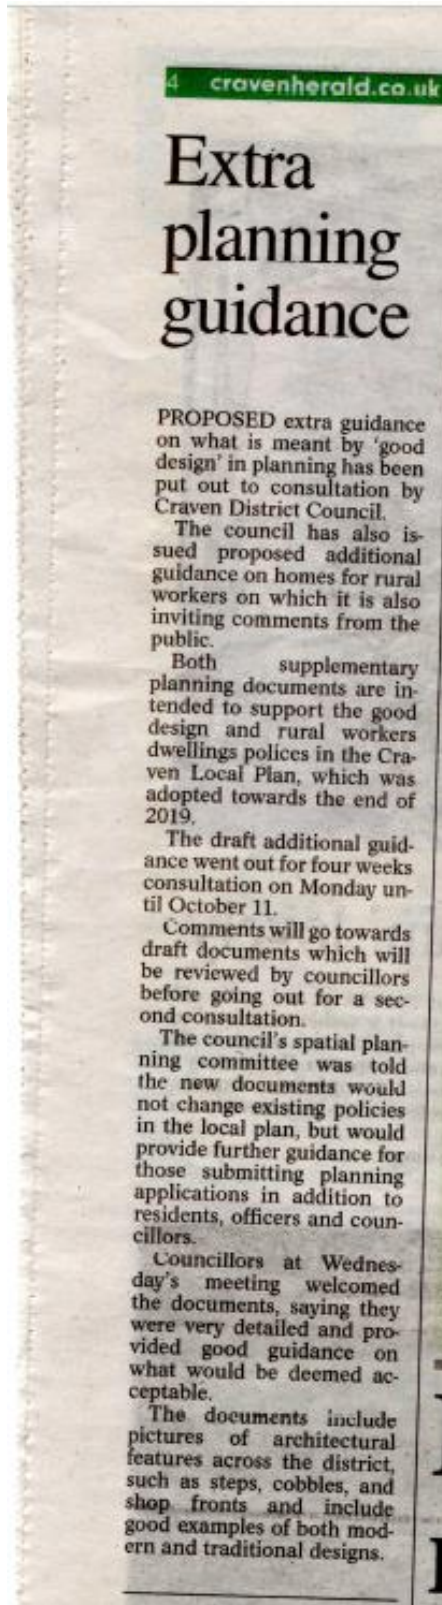 4 cravenherald.co.uk
Extra
planning
guidance
PROPOSED extra guidance
on what is meant by 'good
design' in planning has been
put out to consultation by
Craven District Council.
The council has also is-
sued proposed additional
guidance on homes for rural
workers on which it is also
inviting comments from the
public.
Both supplementary
planning documents are in-
tended to support the good
design and rural workers
dwellings polices in the Cra-
ven Local Plan, which was
adopted towards the end of
2019.
The draft additional guid-
ance went out for four weeks
consultation on Monday un-
til October 11.
Comments will go towards
draft documents which will
be reviewed by councillors
before going out for a sec-
ond consultation.
The council's spatial plan-
ning committee was told
the new documents would
not change existing policies
in the local plan, but would
provide further guidance for
those submitting planning
applications in addition to
residents, officers and coun-
cillors.
Councillors at Wednes-
day's meeting welcomed
the documents, saying they
were very detailed and pro-
vided good guidance on
what would be deemed ac-
ceptable.
The documents include
pictures of architectural
features across the district,
such as steps, cobbles, and
shop fronts and include
good examples of both mod-
ern and traditional designs.